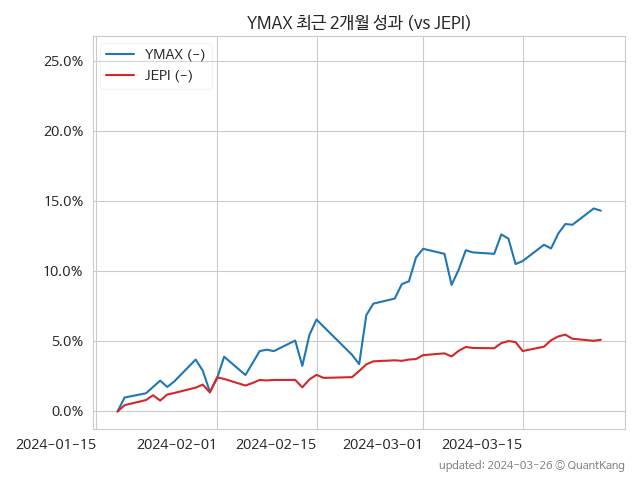 YMAX 최근 2개월 성과 (vs JEPI)
YMAX (-)
JEPI (-)
25.0%
20.0%
15.0%
10.0%
5.0%
0.0%
2024-01-15
2024-02-01
2024-02-15
2024-03-01
2024-03-15
updated: 2024-03-26 © QuantKang